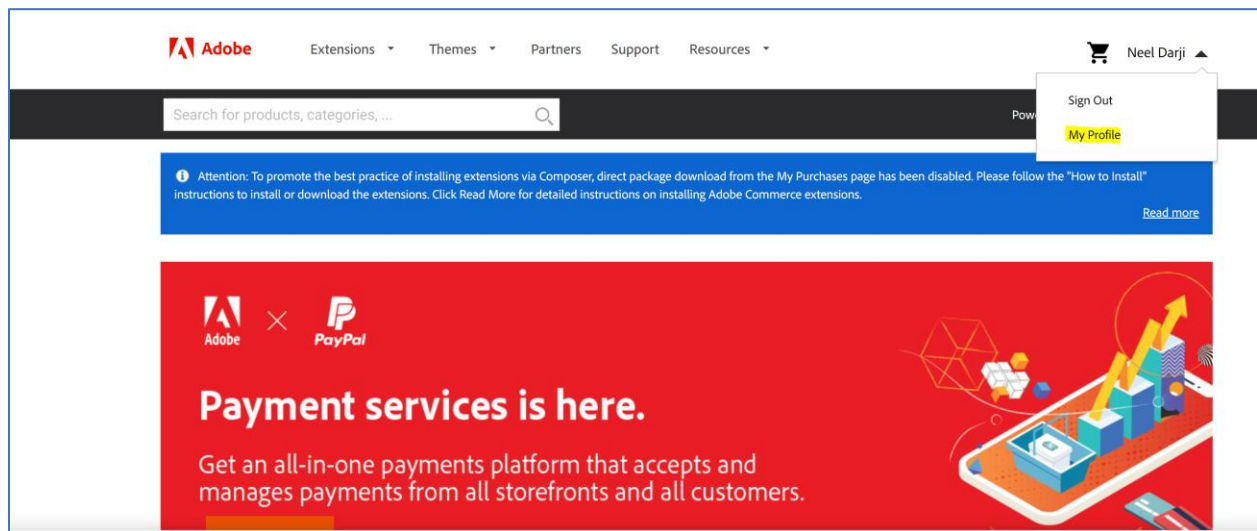 Adobe Extensions Themes Partners Support Resources Neel Darji
Sign Out
My Profile
Search for products, categories, ...
Attention: To promote the best practice of installing extensions via Composer, direct package download from the My Purchases page has been disabled. Please follow the "How to Install"
instructions to install or download the extensions. Click Read More for detailed instructions on installing Adobe Commerce extensions.
Read more
Adobe
PayPal
Payment services is here.
Get an all-in-one payments platform that accepts and
manages payments from all storefronts and all customers.